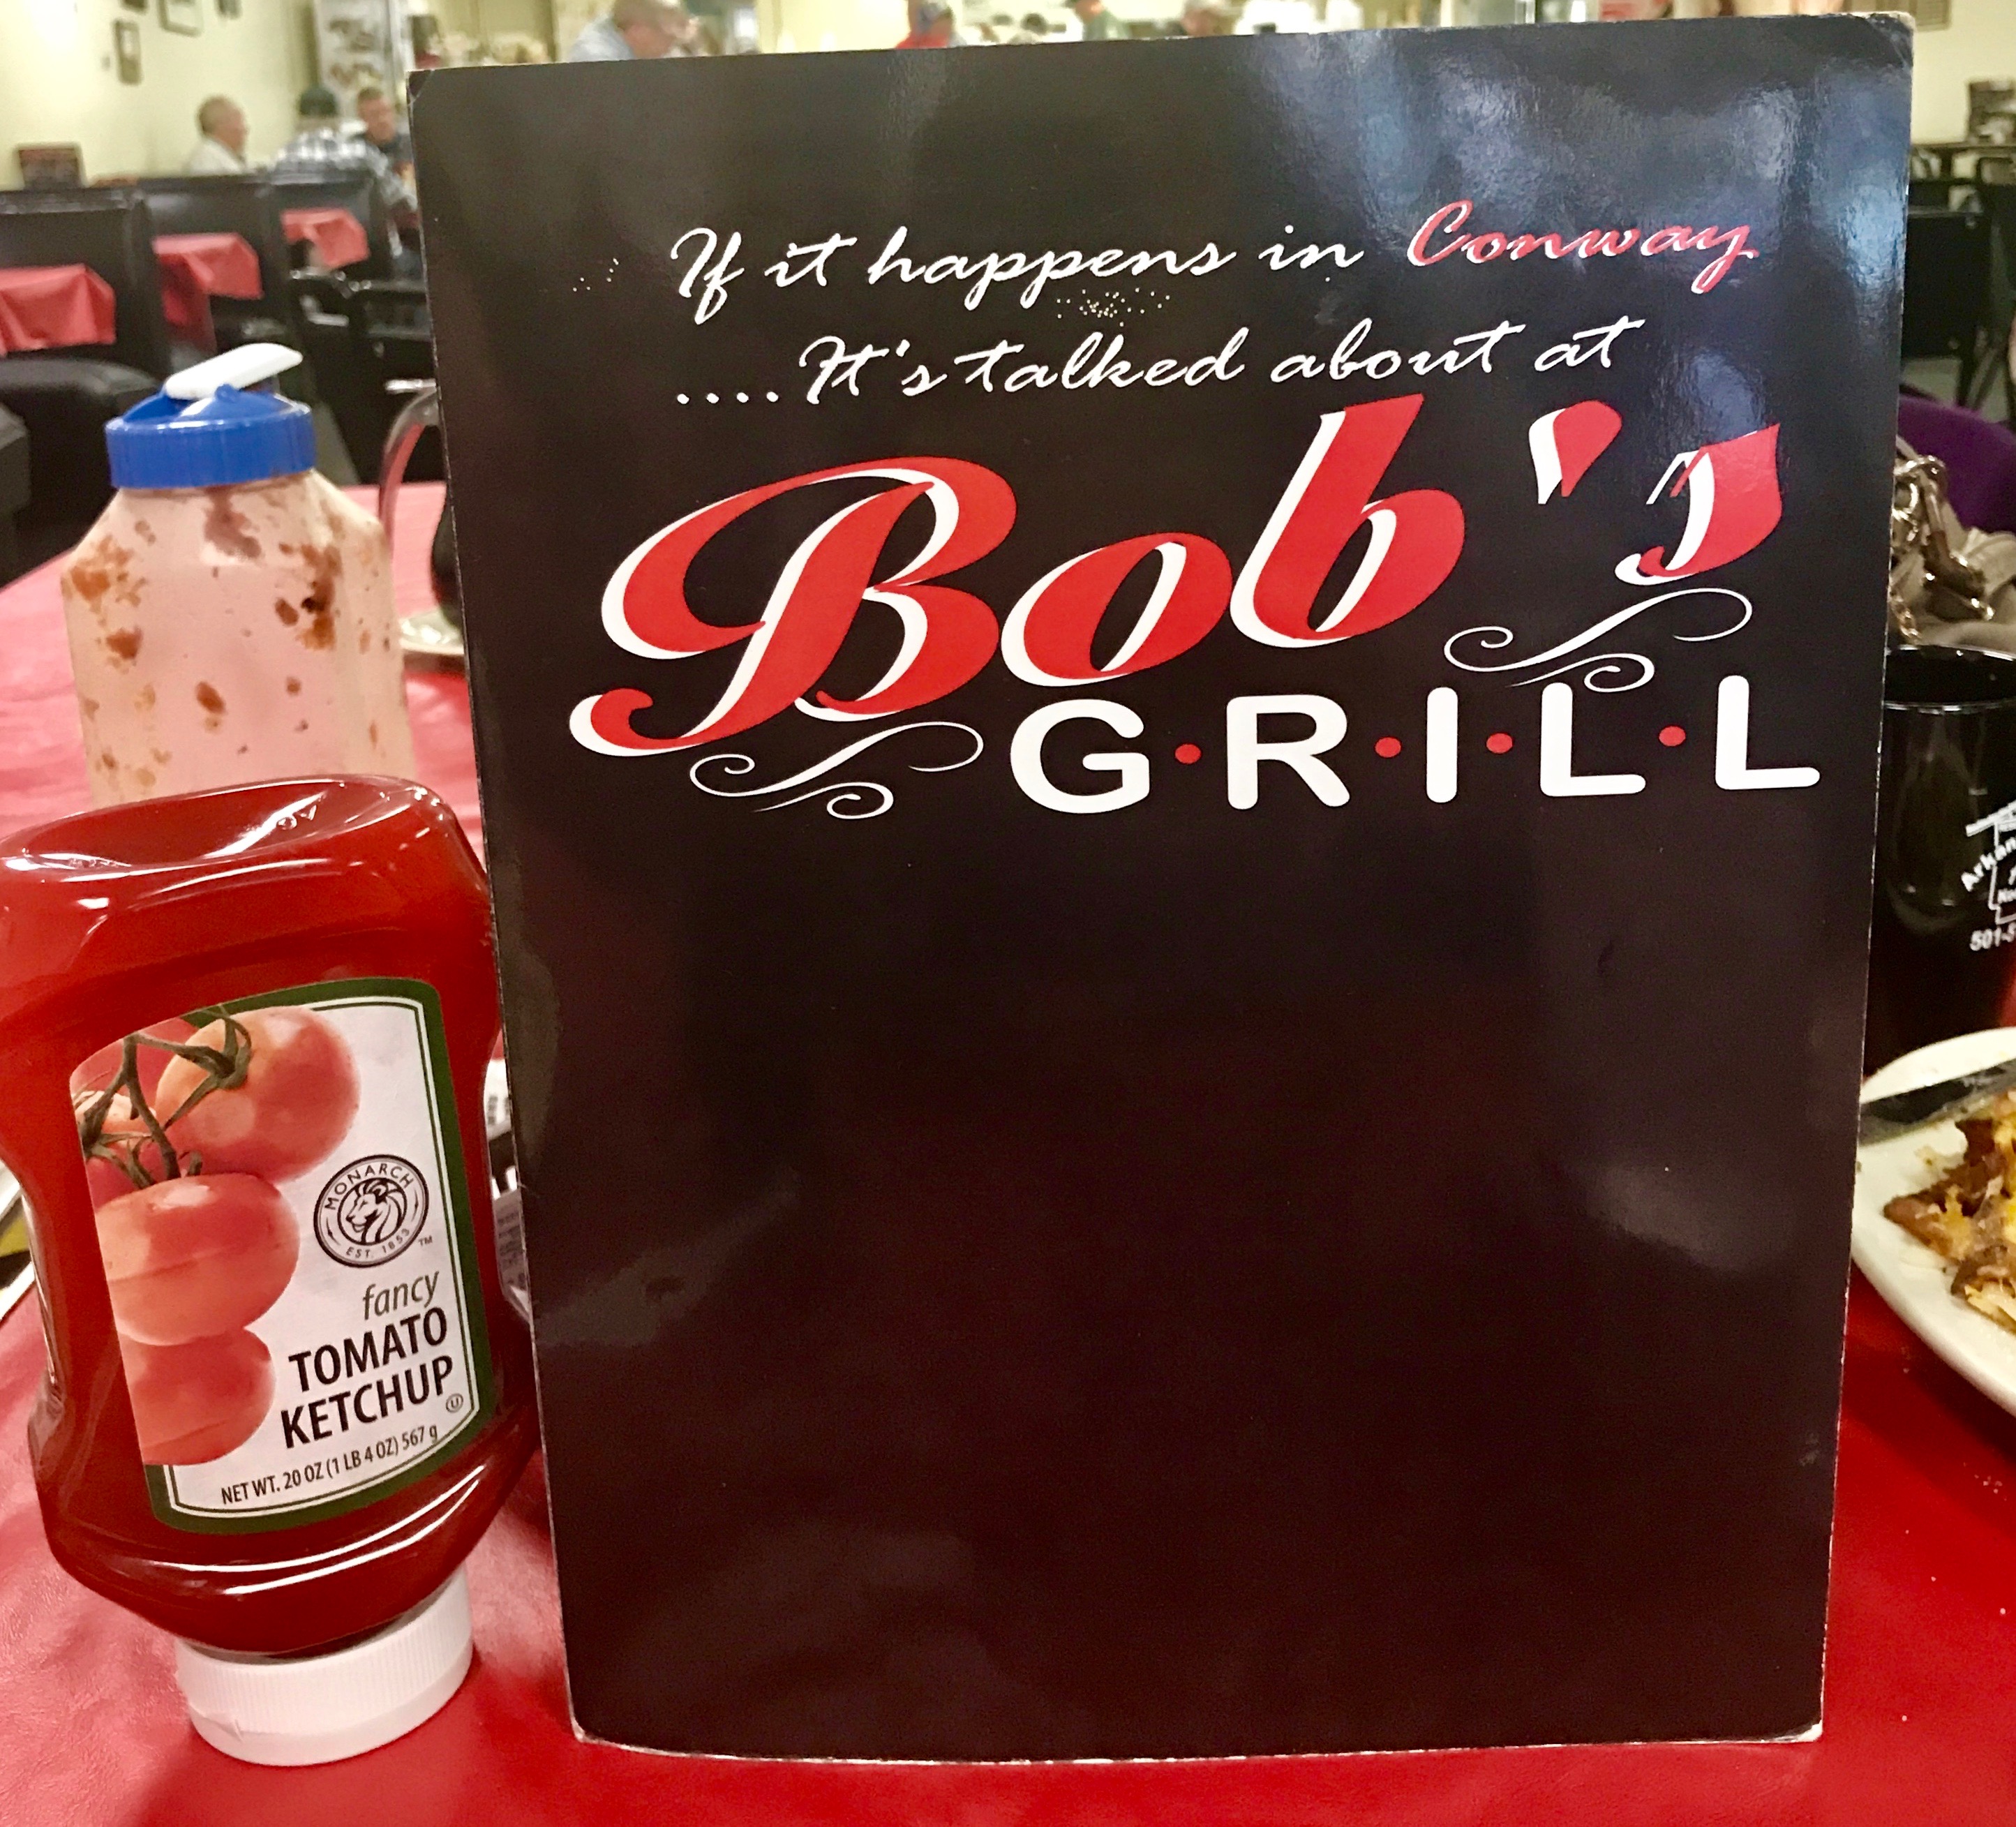 If it happens in Conway
....It's talked about at
Bob's
G·R·I·L·L
MONARCH
EST. 1853
TM
fancy
TOMATO
KETCHUP
U
NET WT. 20 OZ (1 LB 4 OZ) 567 g